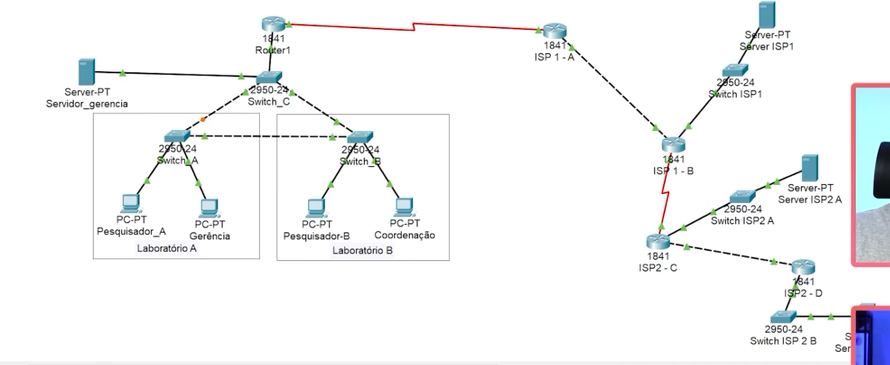 1841
Router1
1841
ISP 1 - A
Server-PT
Server ISP1
2950-24
Switch ISP1
Server-PT
Servidor_gerencia
2950-24
Switch_C
2950-24
Switch_A
2950-24
Switch_B
1841
ISP 1 - B
PC-PT
Pesquisador_A
PC-PT
Gerência
Laboratório A
PC-PT
Pesquisador-B
PC-PT
Coordenação
Laboratório B
Server-PT
Server ISP2 A
2950-24
Switch ISP2 A
1841
ISP2 - C
1841
ISP2 - D
2950-24
Switch ISP 2 B